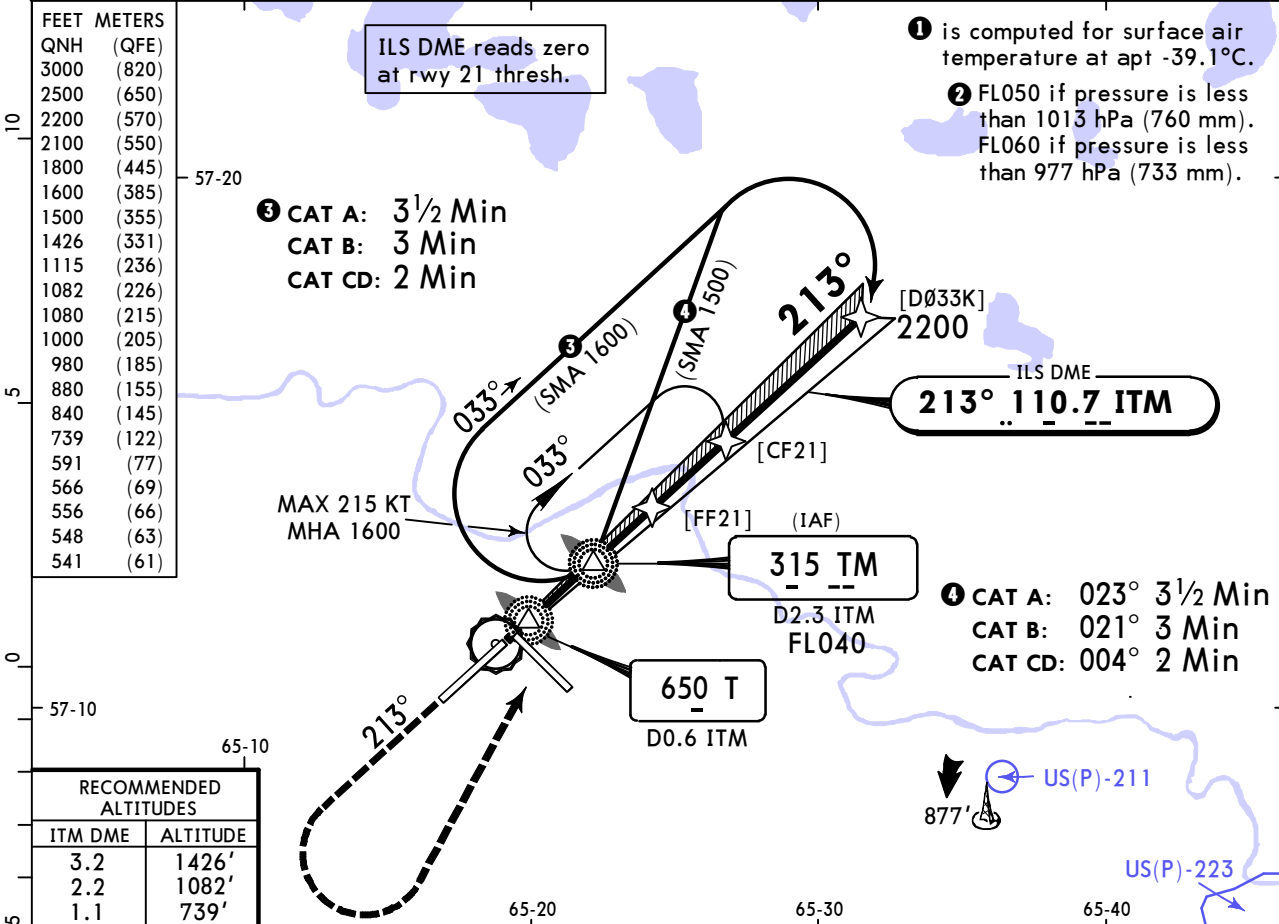 FEET METERS
QNH (QFE)
3000 (820)
2500 (650)
2200 (570)
2100 (550)
1800 (445)
1600 (385)
1500 (355)
1426 (331)
1115 (236)
1082 (226)
1080 (215)
1000 (205)
980 (185)
880 (155)
840 (145)
739 (122)
591 (77)
566 (69)
556 (66)
548 (63)
541 (61)
10
5
0
5
ILS DME reads zero
at rwy 21 thresh.
❶ is computed for surface air
temperature at apt -39.1°C.
❷ FL050 if pressure is less
than 1013 hPa (760 mm).
FL060 if pressure is less
than 977 hPa (733 mm).
57-20
❸ CAT A: 3½ Min
CAT B: 3 Min
CAT CD: 2 Min
213°
[DØ33K]
2200
❸
(SMA 1600)
❹
(SMA 1500)
033°
033°
ILS DME
213° 110.7 ITM
[CF21]
[FF21]
MAX 215 KT
MHA 1600
(IAF)
315 TM
D2.3 ITM
FL040
❹ CAT A: 023° 3½ Min
CAT B: 021° 3 Min
CAT CD: 004° 2 Min
650 T
D0.6 ITM
213°
57-10
65-10
US(P)-211
877'
US(P)-223
RECOMMENDED
ALTITUDES
ITM DME ALTITUDE
3.2 1426'
2.2 1082'
1.1 739'
65-20
65-30
65-40